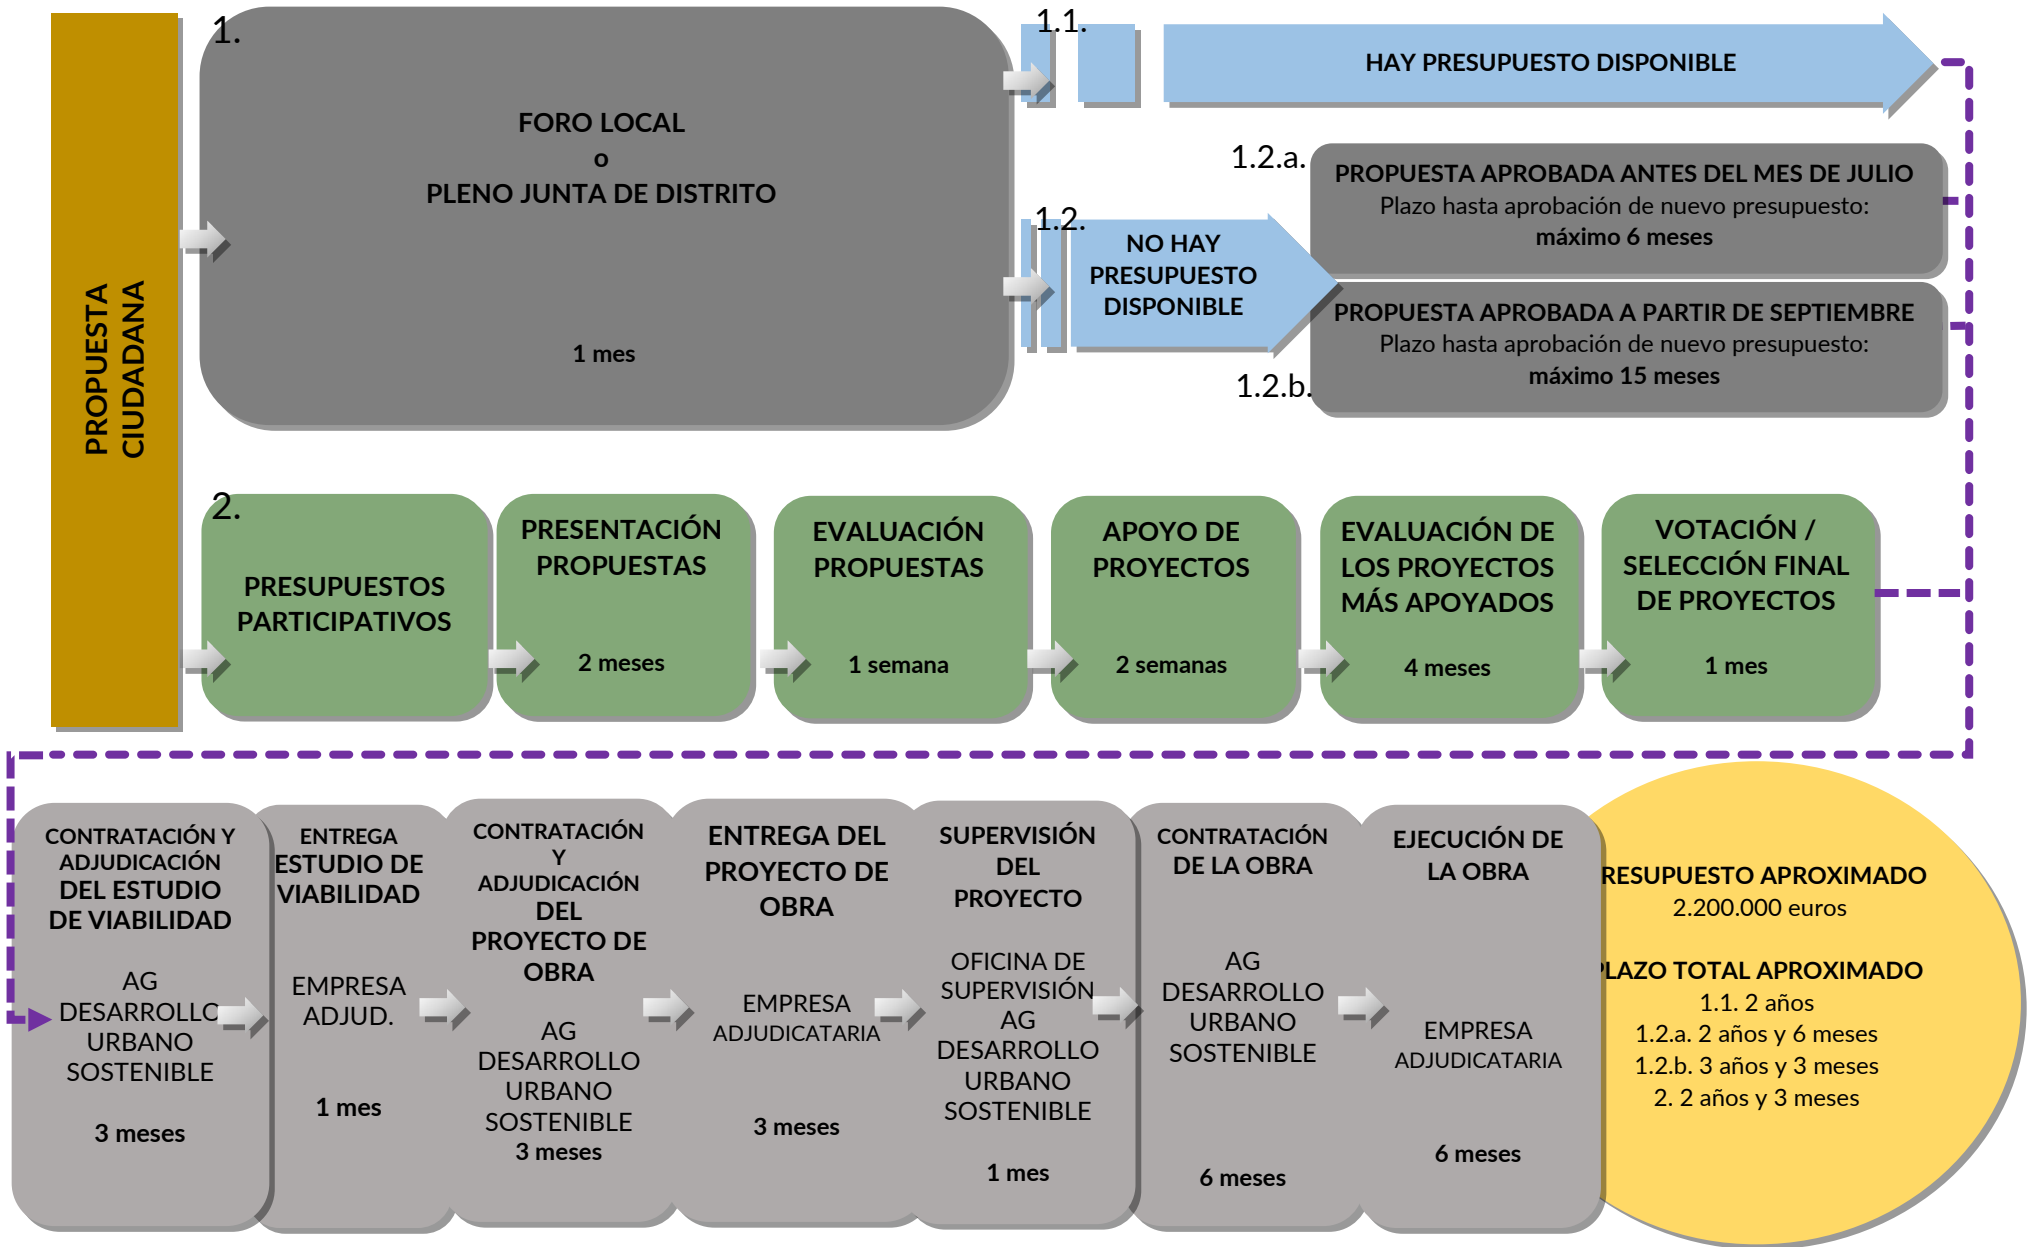 PROPUESTA
CIUDADANA
1.
FORO LOCAL
o
PLENO JUNTA DE DISTRITO
1 mes
1.1.
HAY PRESUPUESTO DISPONIBLE
1.2.
NO HAY
PRESUPUESTO
DISPONIBLE
1.2.a.
PROPUESTA APROBADA ANTES DEL MES DE JULIO
Plazo hasta aprobación de nuevo presupuesto:
máximo 6 meses
PROPUESTA APROBADA A PARTIR DE SEPTIEMBRE
Plazo hasta aprobación de nuevo presupuesto:
máximo 15 meses
1.2.b.
2.
PRESUPUESTOS
PARTICIPATIVOS
PRESENTACIÓN
PROPUESTAS
2 meses
EVALUACIÓN
PROPUESTAS
1 semana
APOYO DE
PROYECTOS
2 semanas
EVALUACIÓN DE
LOS PROYECTOS
MÁS APOYADOS
4 meses
VOTACIÓN /
SELECCIÓN FINAL
DE PROYECTOS
1 mes
CONTRATACIÓN Y
ADJUDICACIÓN
DEL ESTUDIO
DE VIABILIDAD
AG
DESARROLLO
URBANO
SOSTENIBLE
3 meses
ENTREGA
ESTUDIO DE
VIABILIDAD
EMPRESA
ADJUD.
1 mes
CONTRATACIÓN
Y
ADJUDICACIÓN
DEL
PROYECTO DE
OBRA
AG
DESARROLLO
URBANO
SOSTENIBLE
3 meses
ENTREGA DEL
PROYECTO DE
OBRA
EMPRESA
ADJUDICATARIA
3 meses
SUPERVISIÓN
DEL
PROYECTO
OFICINA DE
SUPERVISIÓN
AG
DESARROLLO
URBANO
SOSTENIBLE
1 mes
CONTRATACIÓN
DE LA OBRA
AG
DESARROLLO
URBANO
SOSTENIBLE
6 meses
EJECUCIÓN DE
LA OBRA
EMPRESA
ADJUDICATARIA
6 meses
RESUPUESTO APROXIMADO
2.200.000 euros
PLAZO TOTAL APROXIMADO
1.1. 2 años
1.2.a. 2 años y 6 meses
1.2.b. 3 años y 3 meses
2. 2 años y 3 meses